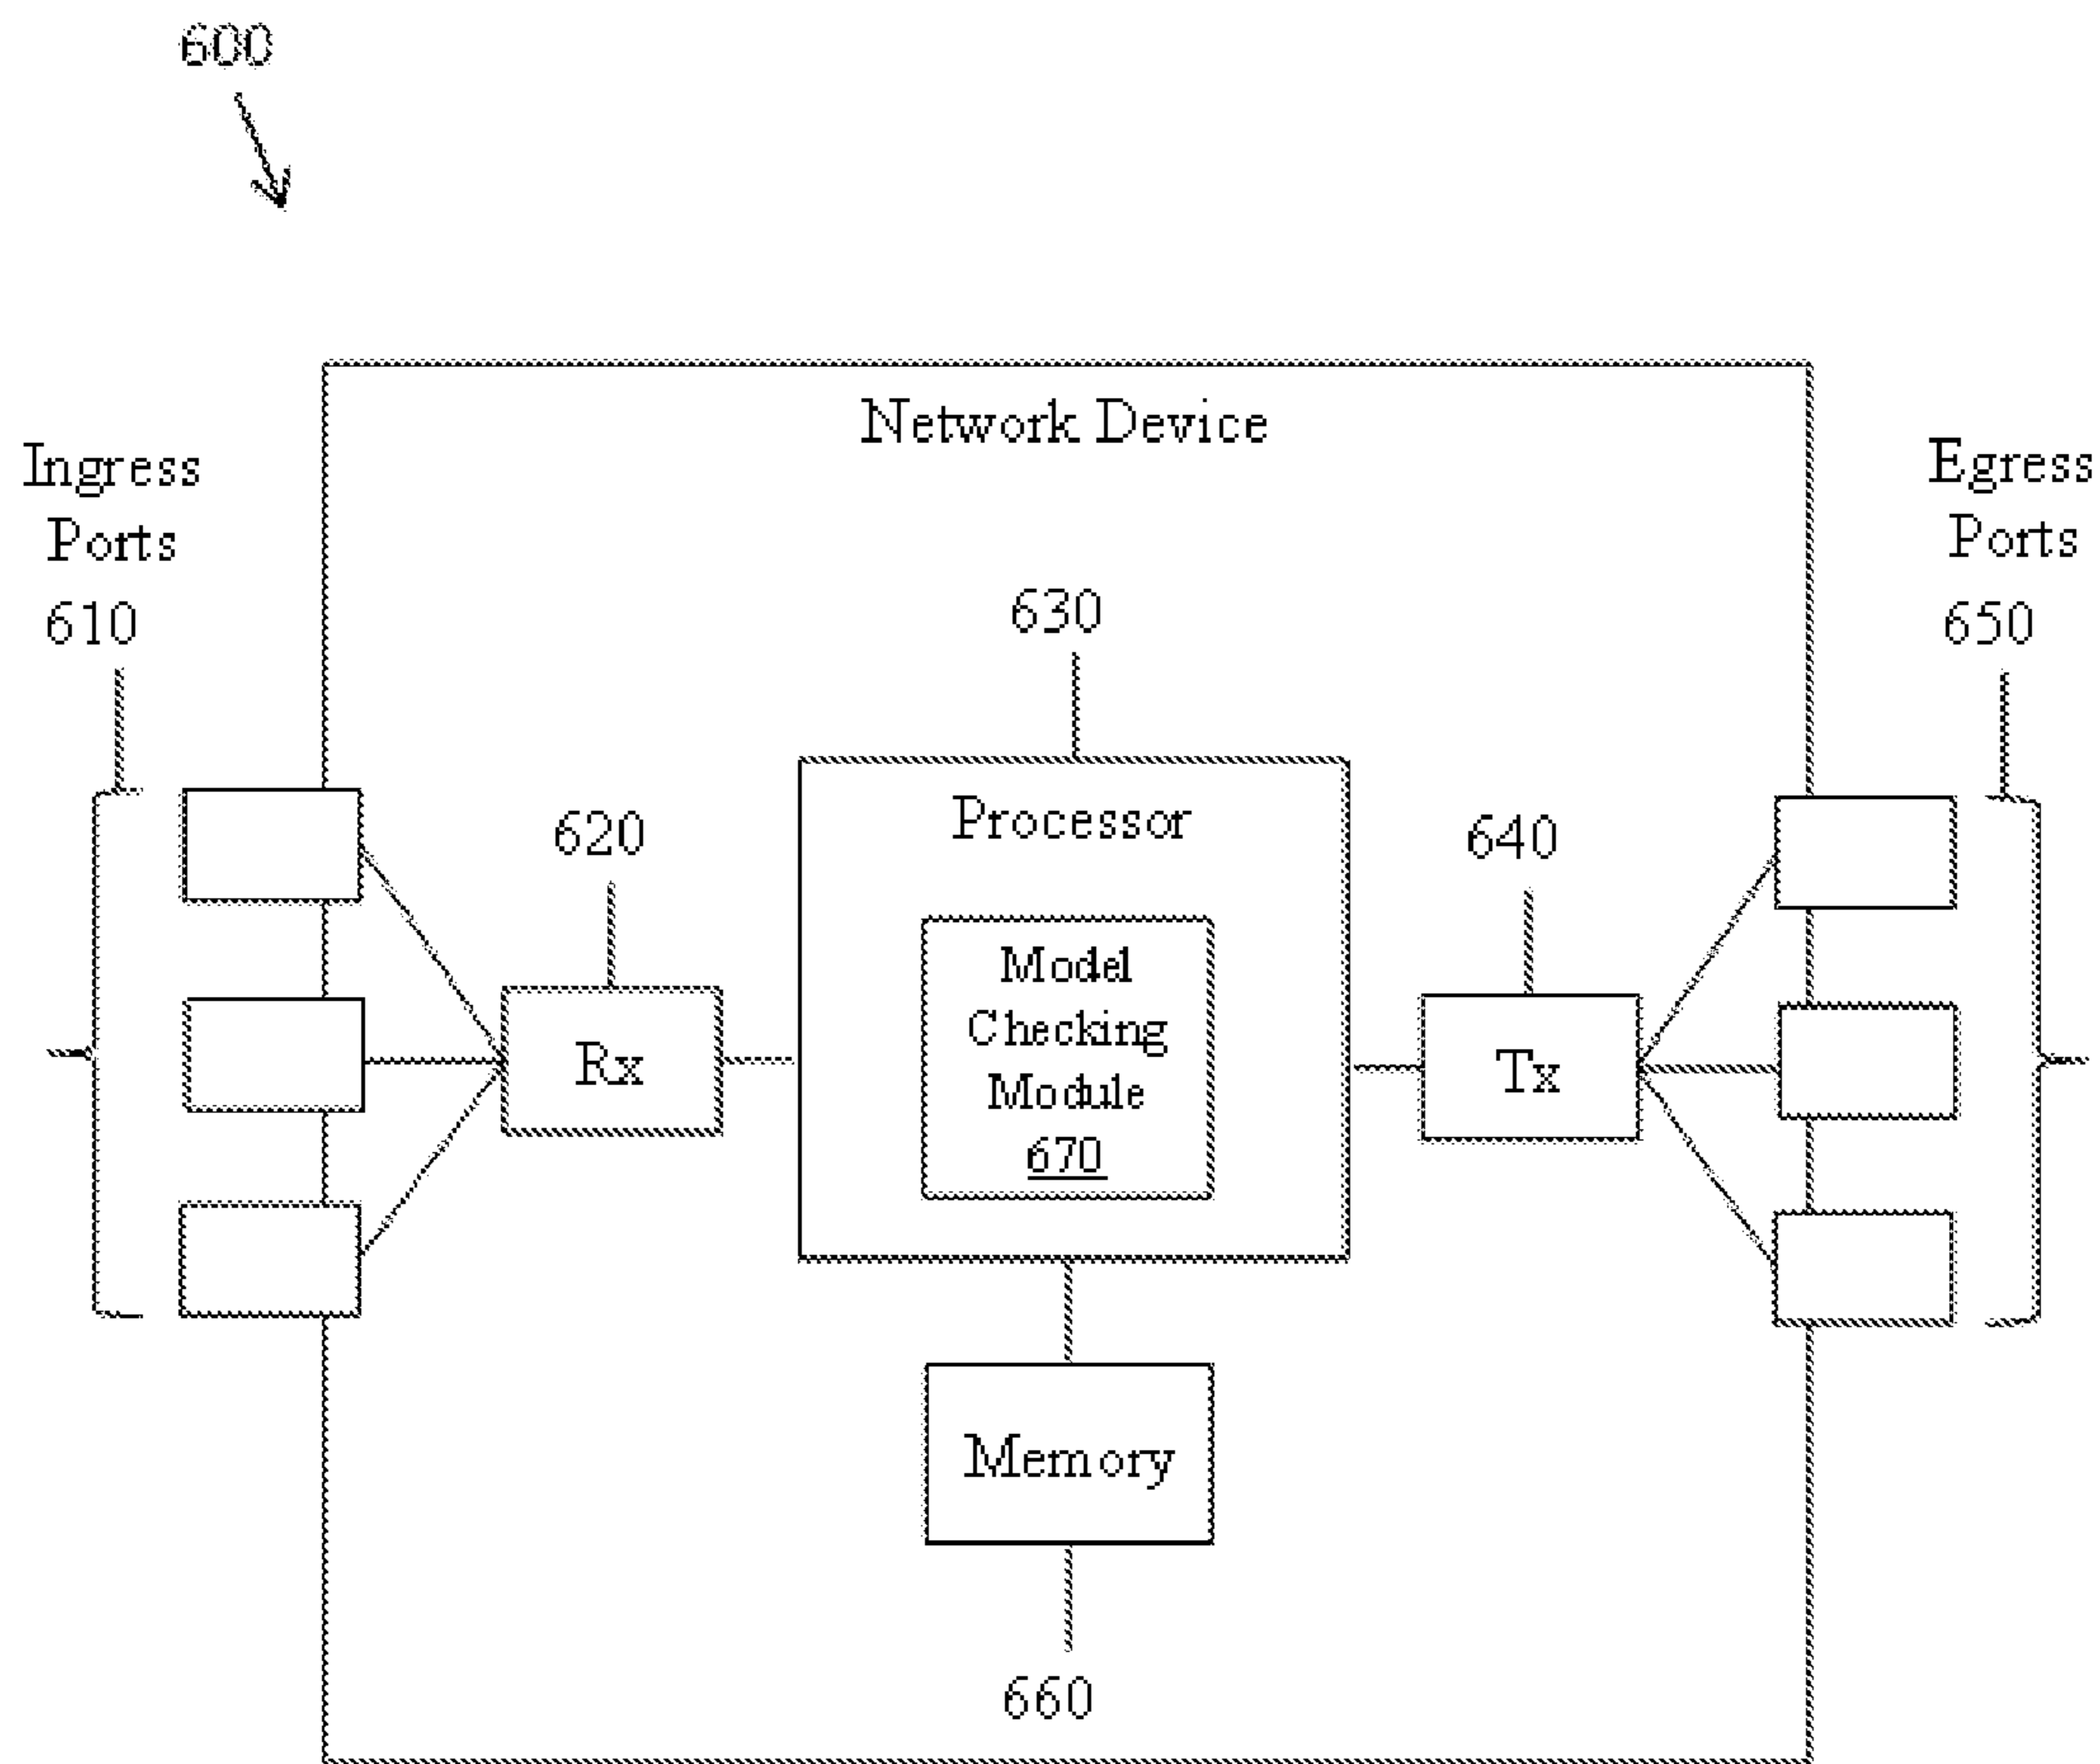 600
Network Device
Ingress
Ports
610
Egress
Ports
650
630
Processor
620
640
Model
Checking
Module
670
Rx
Tx
Memory
660